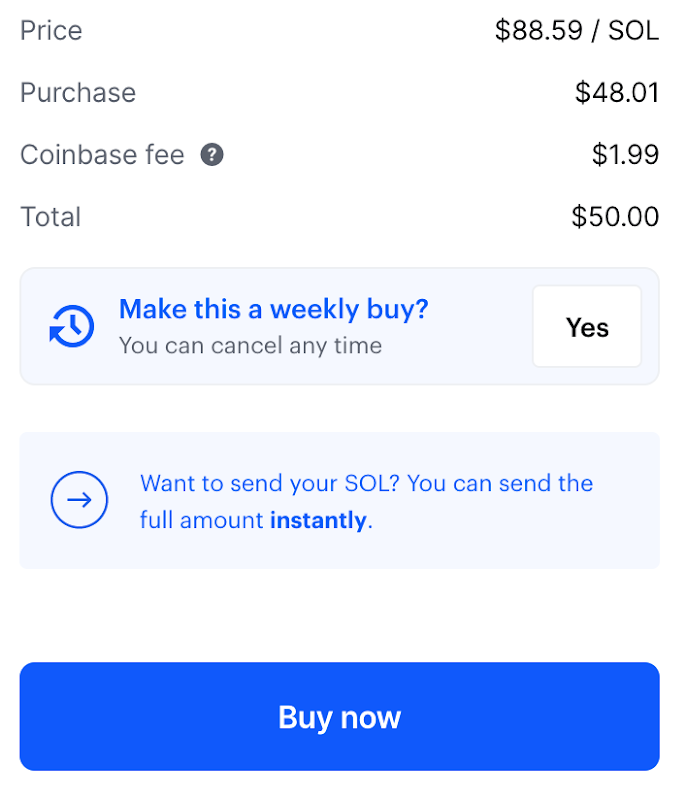 Price $88.59 / SOL
Purchase $48.01
Coinbase fee ? $1.99
Total $50.00
Make this a weekly buy?
You can cancel any time
Yes
Want to send your SOL? You can send the
full amount instantly.
Buy now